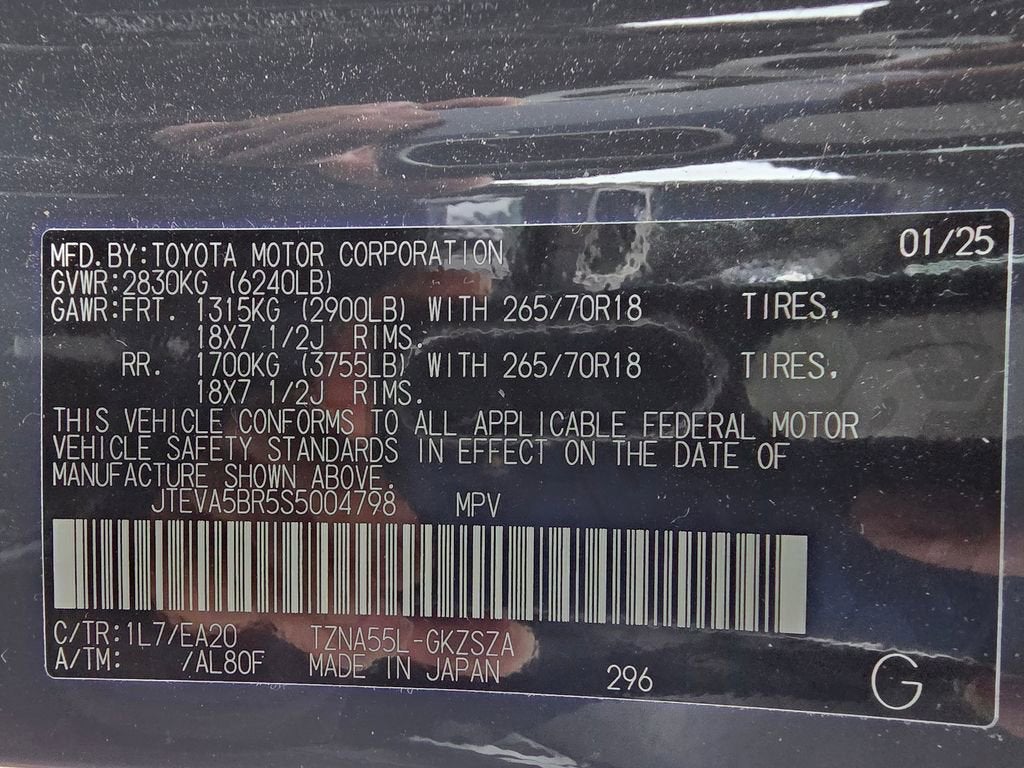 MFD.BY:TOYOTA MOTOR CORPORATION 01/25
GVWR:2830KG (6240LB)
GAWR:FRT. 1315KG (2900LB) WITH 265/70R18 TIRES,
18X7 1/2J RIMS.
RR. 1700KG (3755LB) WITH 265/70R18 TIRES,
18X7 1/2J RIMS.
THIS VEHICLE CONFORMS TO ALL APPLICABLE FEDERAL MOTOR
VEHICLE SAFETY STANDARDS IN EFFECT ON THE DATE OF
MANUFACTURE SHOWN ABOVE.
JTEVA5BR5S5004798 MPV
C/TR:1L7/EA20 TZNA55L-GKZSZA
A/TM: /AL80F MADE IN JAPAN 296 G